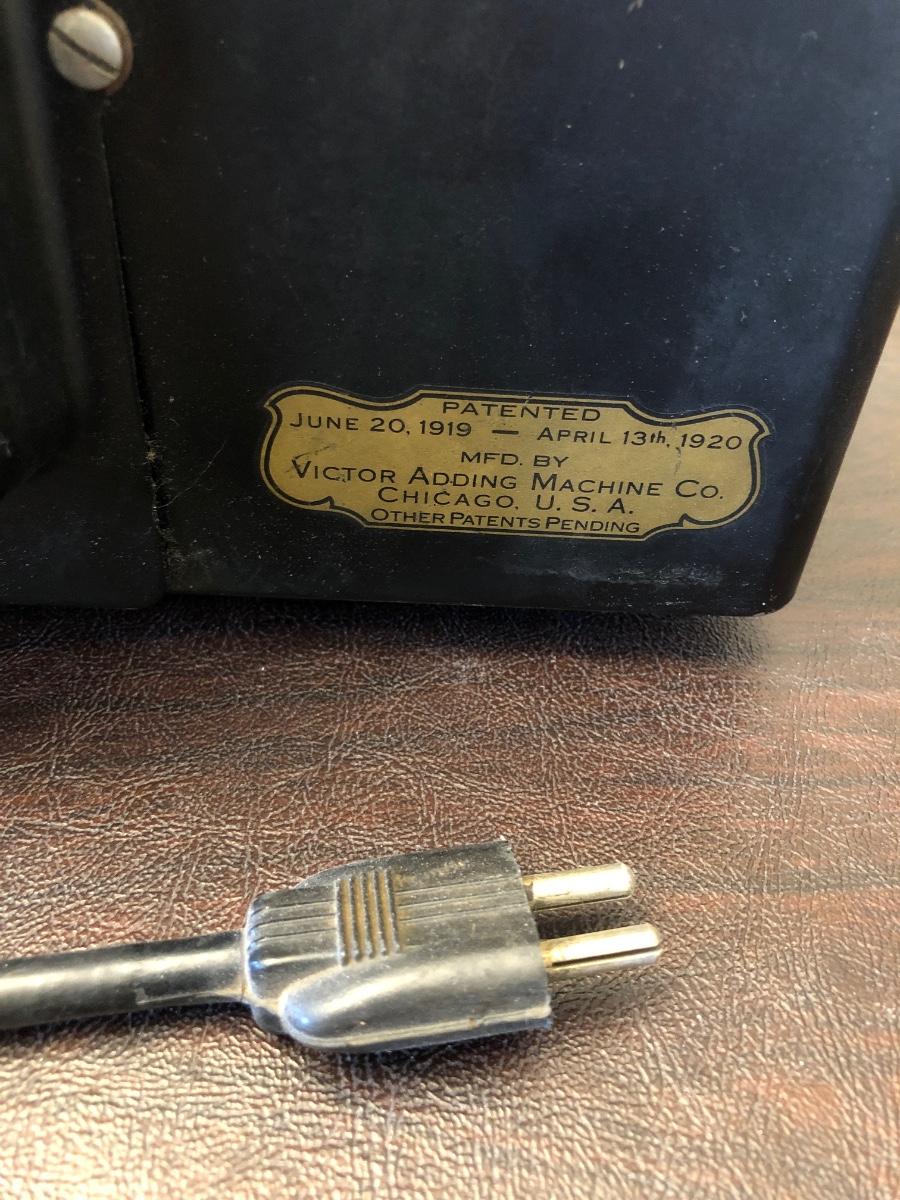 PATENTED
JUNE 20, 1919 — APRIL 13th, 1920
MFD. BY
VICTOR ADDING MACHINE CO.
CHICAGO, U. S. A.
OTHER PATENTS PENDING